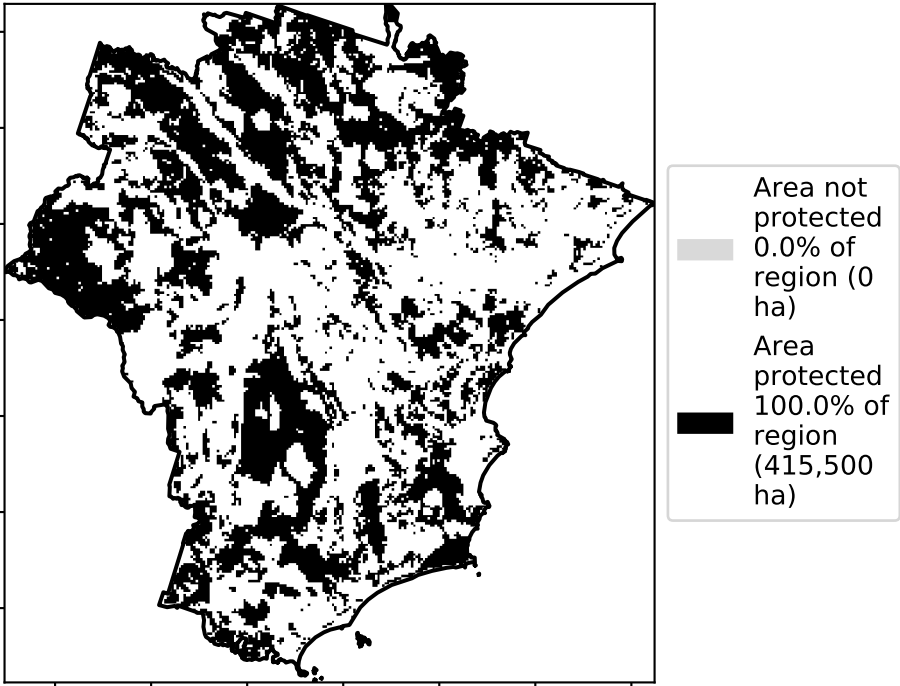 Area not
protected
0.0% of
region (0
ha)
Area
protected
100.0% of
region
(415,500
ha)